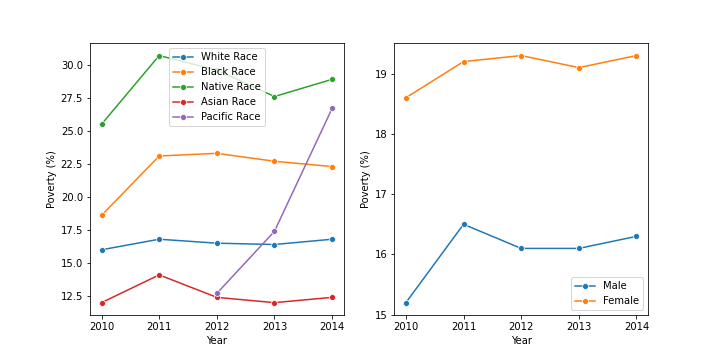 30.0
27.5
25.0
22.5
20.0
17.5
15.0
12.5
Poverty (%)
2010 2011 2012 2013 2014
Year
White Race
Black Race
Native Race
Asian Race
Pacific Race
19
18
17
16
15
Poverty (%)
2010 2011 2012 2013 2014
Year
Male
Female